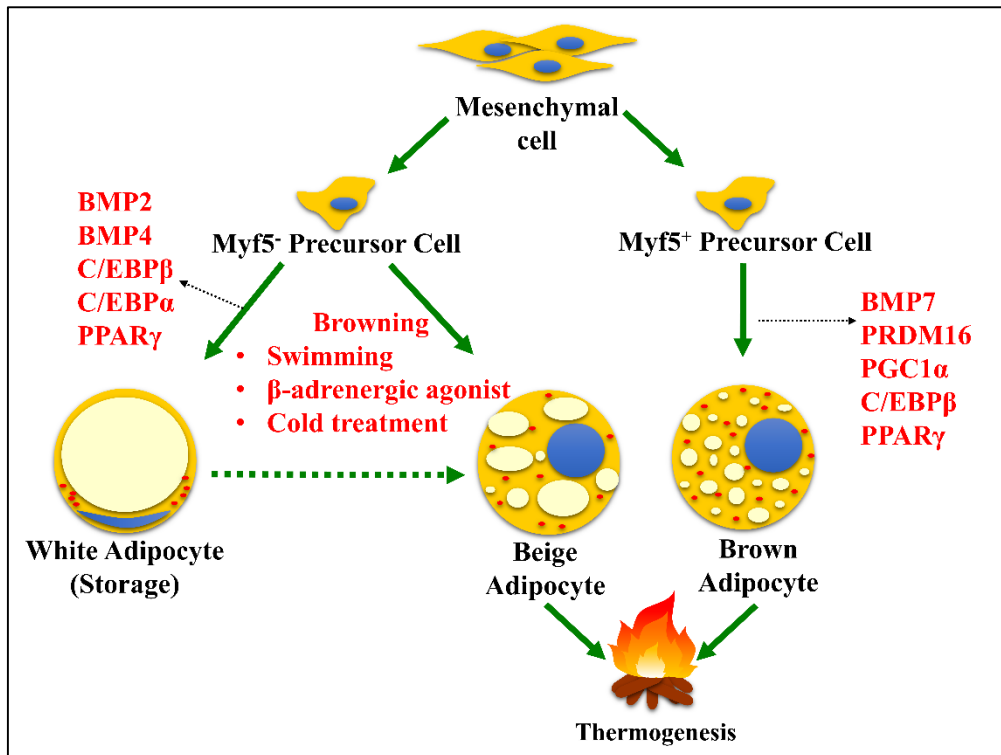 Mesenchymal
cell
Myf5⁻ Precursor Cell
Myf5⁺ Precursor Cell
BMP2
BMP4
C/EBPβ
C/EBPα
PPARγ
Browning
• Swimming
• β-adrenergic agonist
• Cold treatment
BMP7
PRDM16
PGC1α
C/EBPβ
PPARγ
White Adipocyte
(Storage)
Beige
Adipocyte
Brown
Adipocyte
Thermogenesis